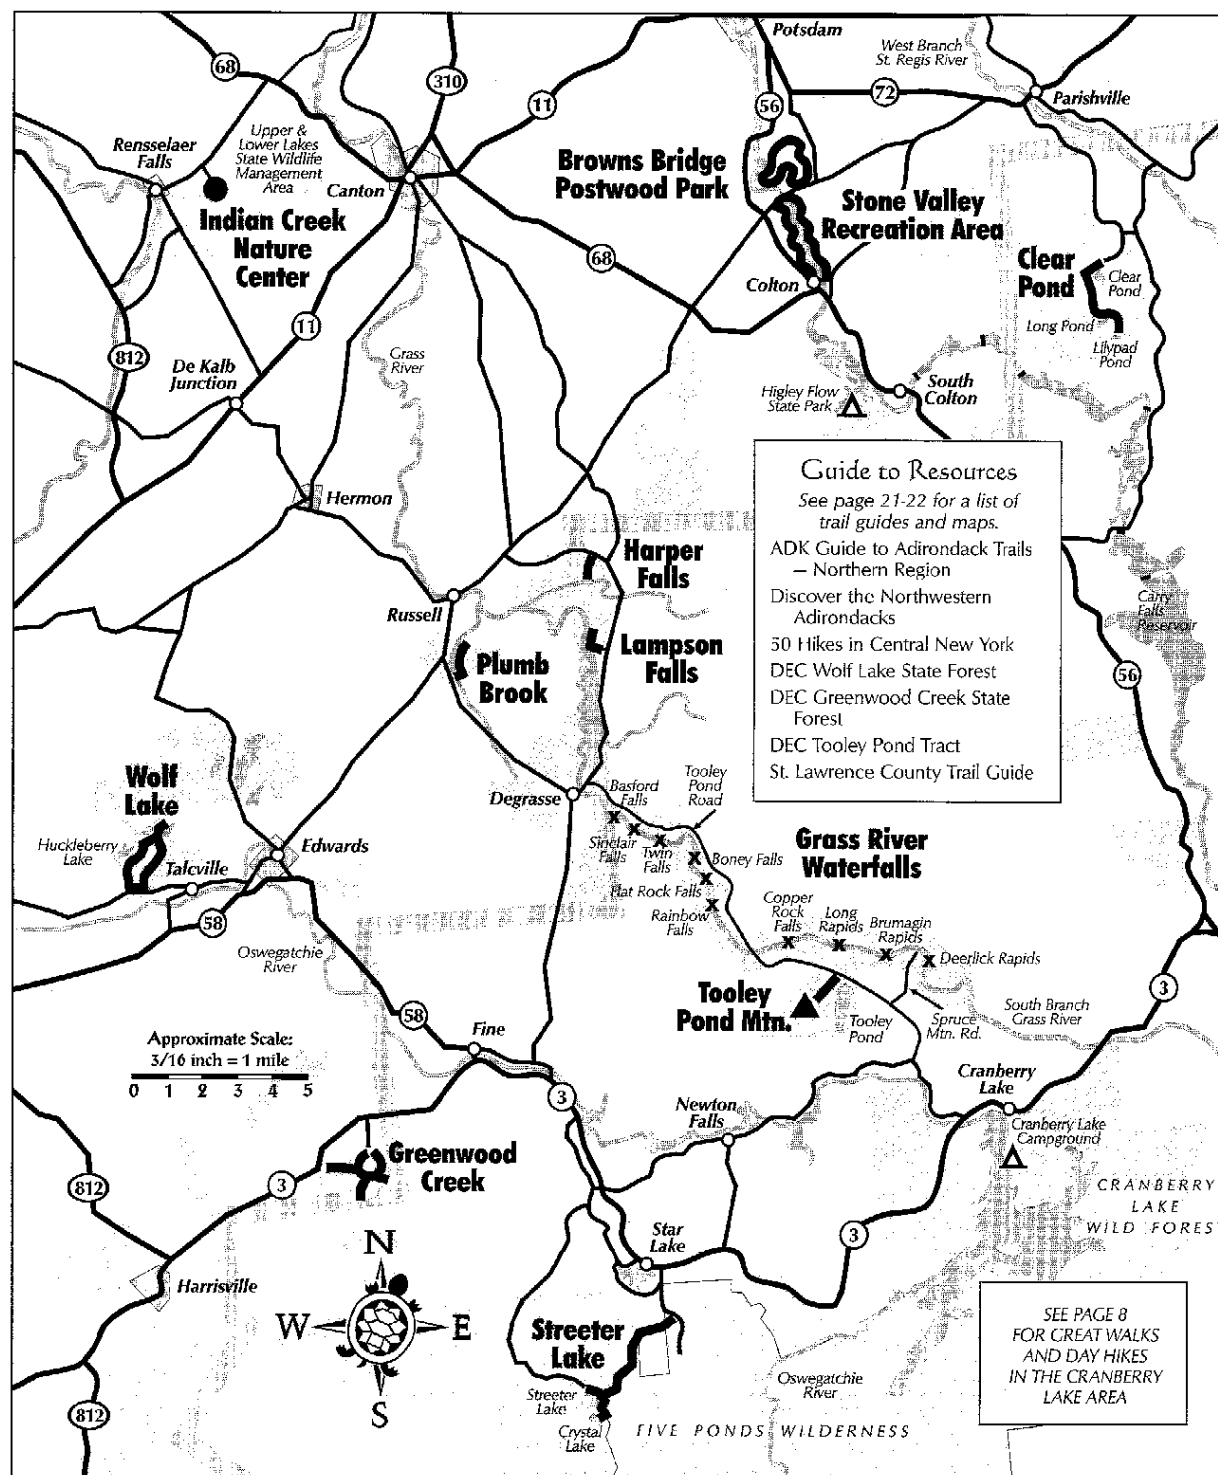 Potsdam
West Branch
St. Regis River
68
310
11
56
72
Parishville
Rensselaer
Falls
Upper &
Lower Lakes
State Wildlife
Management
Area
Canton
Browns Bridge
Postwood Park
Indian Creek
Nature
Center
Stone Valley
Recreation Area
68
Colton
Clear
Pond
Clear
Pond
Long Pond
Lilypad
Pond
11
812
De Kalb
Junction
Grass
River
Higley Flow
State Park
South
Colton
Hermon
Guide to Resources
See page 21-22 for a list of
trail guides and maps.
ADK Guide to Adirondack Trails
– Northern Region
Discover the Northwestern
Adirondacks
50 Hikes in Central New York
DEC Wolf Lake State Forest
DEC Greenwood Creek State
Forest
DEC Tooley Pond Tract
St. Lawrence County Trail Guide
Harper
Falls
Russell
Carry
Falls
Reservoir
Plumb
Brook
Lampson
Falls
56
Wolf
Lake
Degrasse
Basford
Falls
Tooley
Pond
Road
Huckleberry
Lake
Talcville
Edwards
Sinclair
Falls
Twin
Falls
Boney Falls
Grass River
Waterfalls
Flat Rock Falls
Rainbow
Falls
Copper
Rock
Falls
Long
Rapids
Brumagin
Rapids
Deerlick Rapids
58
Oswegatchie
River
Tooley
Pond Mtn.
Tooley
Pond
Spruce
Mtn. Rd.
South Branch
Grass River
3
58
Fine
Approximate Scale:
3/16 inch = 1 mile
0 1 2 3 4 5
3
Newton
Falls
Cranberry
Lake
Cranberry Lake
Campground
Greenwood
Creek
812
3
CRANBERRY
LAKE
WILD FOREST
Star
Lake
3
Harrisville
N
W E
S
Streeter
Lake
SEE PAGE 8
FOR GREAT WALKS
AND DAY HIKES
IN THE CRANBERRY
LAKE AREA
Streeter
Lake
Oswegatchie
River
812
Crystal
Lake
FIVE PONDS WILDERNESS